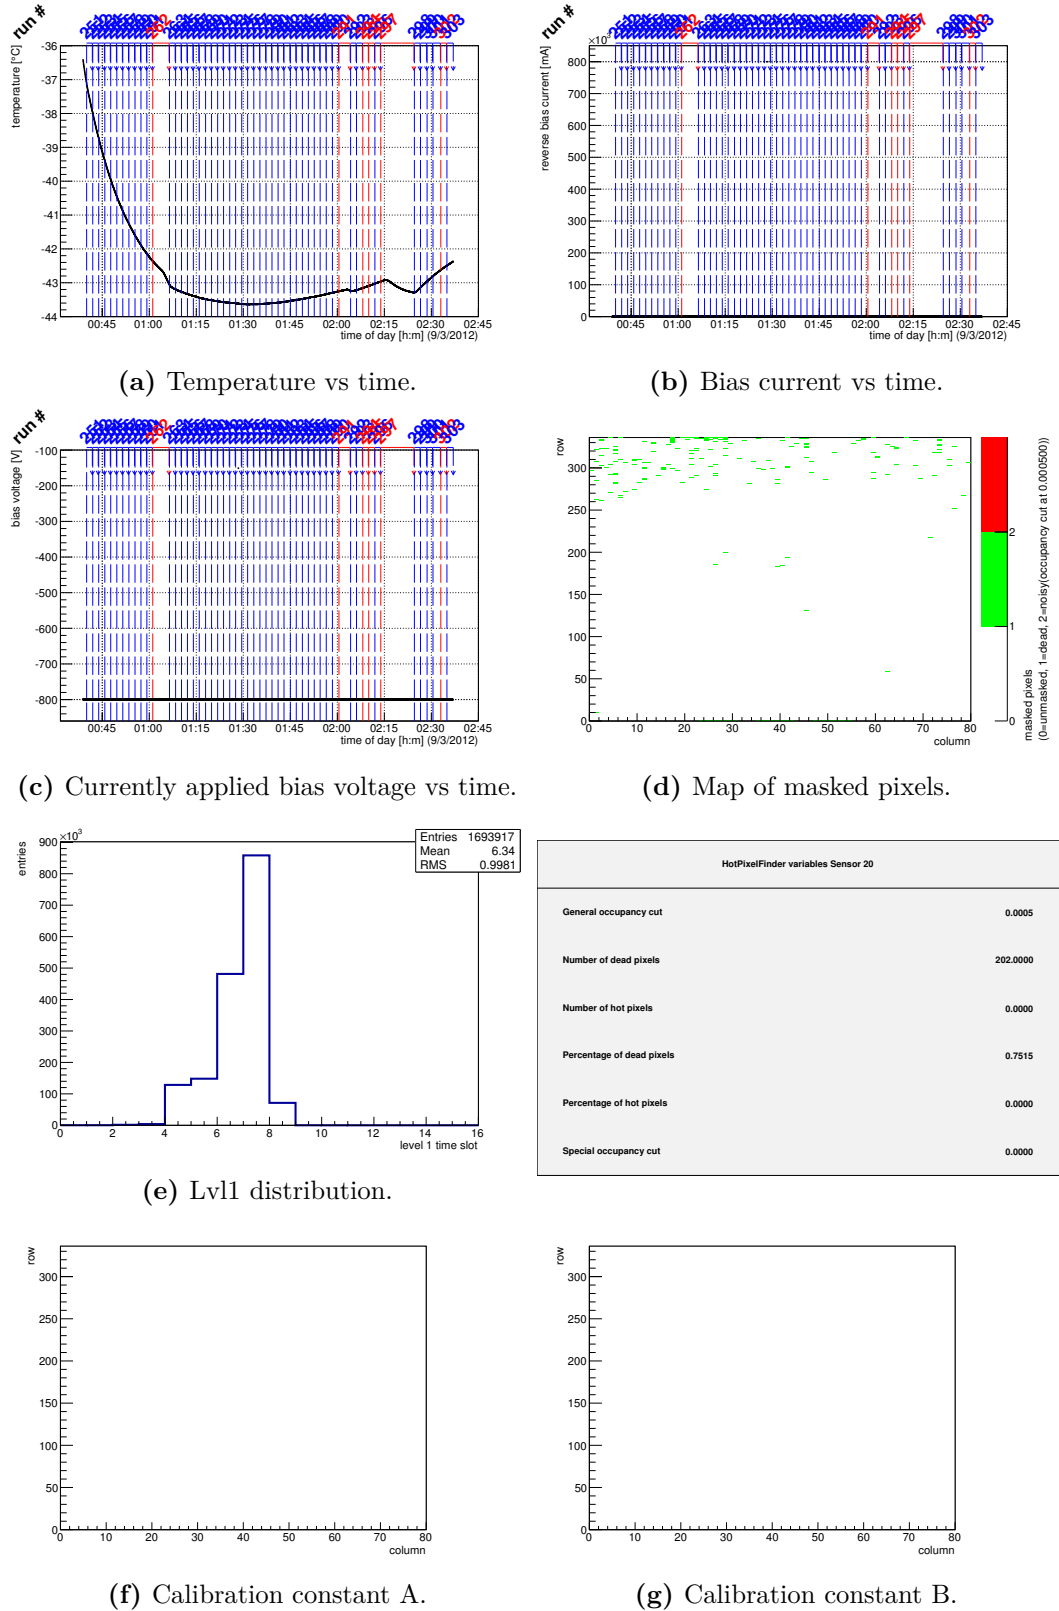 run #
run #
251
262
297
303
temperature [°C]
-36
-37
-38
-39
-40
-41
-42
-43
-44
00:45 01:00 01:15 01:30 01:45 02:00 02:15 02:30 02:45
time of day [h:m] (9/3/2012)
reverse bias current [mA]
×10³
800
700
600
500
400
300
200
100
0
00:45 01:00 01:15 01:30 01:45 02:00 02:15 02:30 02:45
time of day [h:m] (9/3/2012)
(a) Temperature vs time.
(b) Bias current vs time.
run #
bias voltage [V]
-100
-200
-300
-400
-500
-600
-700
-800
00:45 01:00 01:15 01:30 01:45 02:00 02:15 02:30 02:45
time of day [h:m] (9/3/2012)
row
300
250
200
150
100
50
0
0 10 20 30 40 50 60 70 80
column
2
1
0
masked pixels
(0=unmasked, 1=dead, 2=noisy(occupancy cut at 0.000500))
(c) Currently applied bias voltage vs time.
(d) Map of masked pixels.
entries
×10³
900
800
700
600
500
400
300
200
100
0
0 2 4 6 8 10 12 14 16
level 1 time slot
Entries 1693917
Mean 6.34
RMS 0.9981
HotPixelFinder variables Sensor 20
General occupancy cut 0.0005
Number of dead pixels 202.0000
Number of hot pixels 0.0000
Percentage of dead pixels 0.7515
Percentage of hot pixels 0.0000
Special occupancy cut 0.0000
(e) Lvl1 distribution.
row
300
250
200
150
100
50
0
0 10 20 30 40 50 60 70 80
column
row
300
250
200
150
100
50
0
0 10 20 30 40 50 60 70 80
column
(f) Calibration constant A.
(g) Calibration constant B.